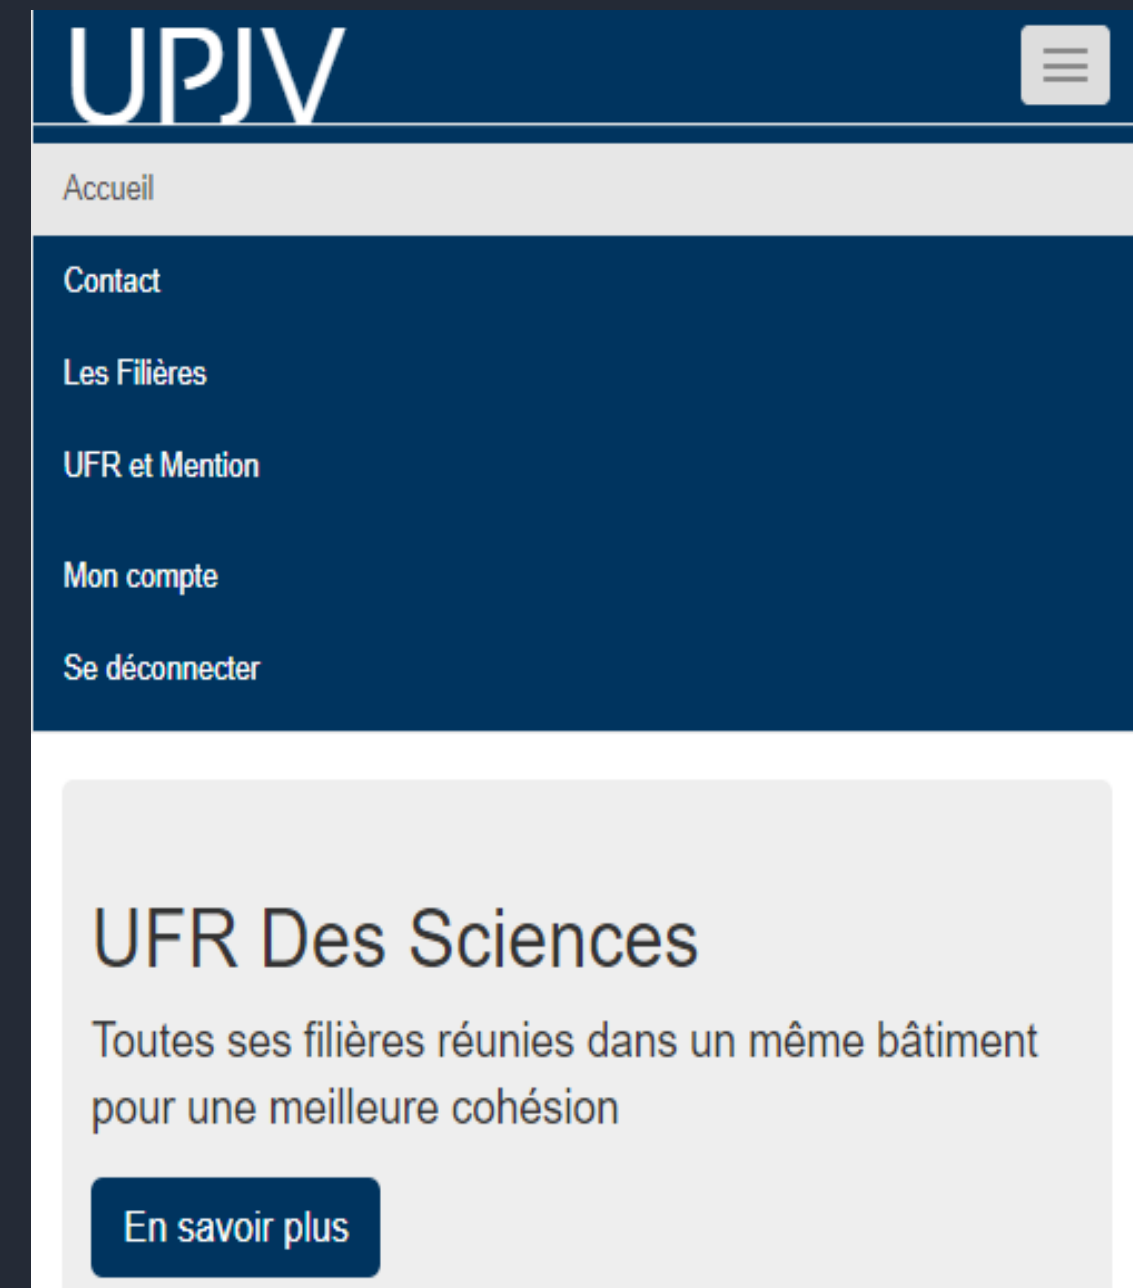 UPJV
Accueil
Contact
Les Filières
UFR et Mention
Mon compte
Se déconnecter
UFR Des Sciences
Toutes ses filières réunies dans un même bâtiment
pour une meilleure cohésion
En savoir plus